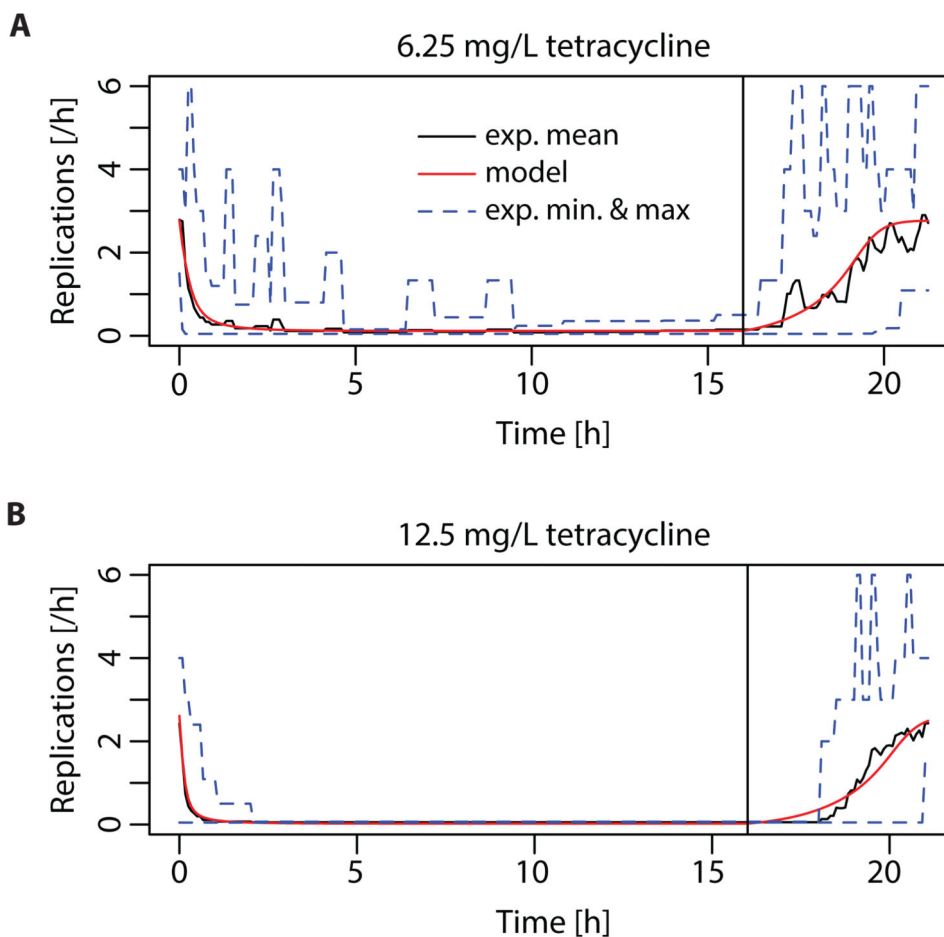 A
6.25 mg/L tetracycline
Replications [/h]
6
4
2
0
exp. mean
model
exp. min. & max
0 5 10 15 20
Time [h]
B
12.5 mg/L tetracycline
Replications [/h]
6
4
2
0
0 5 10 15 20
Time [h]